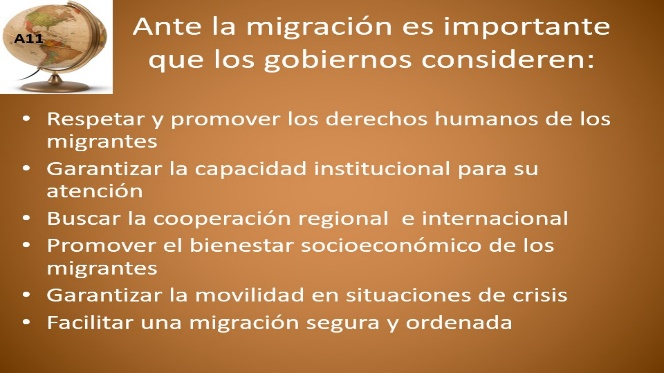 A11
Ante la migración es importante
que los gobiernos consideren:
• Respetar y promover los derechos humanos de los
migrantes
• Garantizar la capacidad institucional para su
atención
• Buscar la cooperación regional  e internacional
• Promover el bienestar socioeconómico de los
migrantes
• Garantizar la movilidad en situaciones de crisis
• Facilitar una migración segura y ordenada